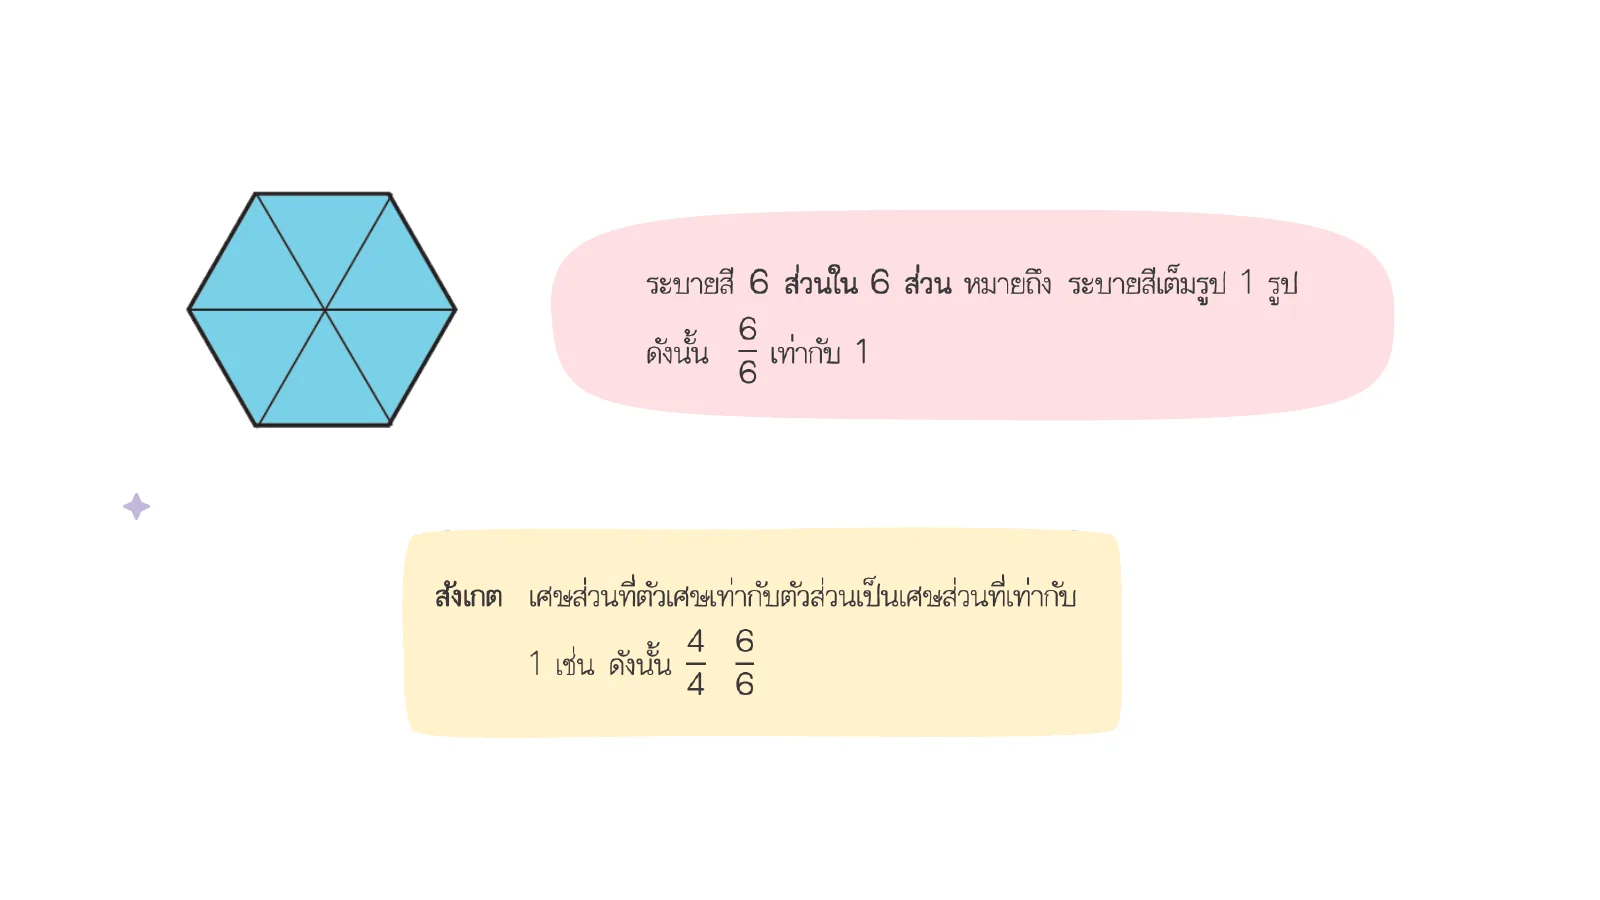 ระบายสี 6 ส่วนใน 6 ส่วน หมายถึง ระบายสีเต็มรูป 1 รูป
ดังนั้น 6/6 เท่ากับ 1
สังเกต เศษส่วนที่ตัวเศษเท่ากับตัวส่วนเป็นเศษส่วนที่เท่ากับ
1 เช่น ดังนั้น 4/4 6/6